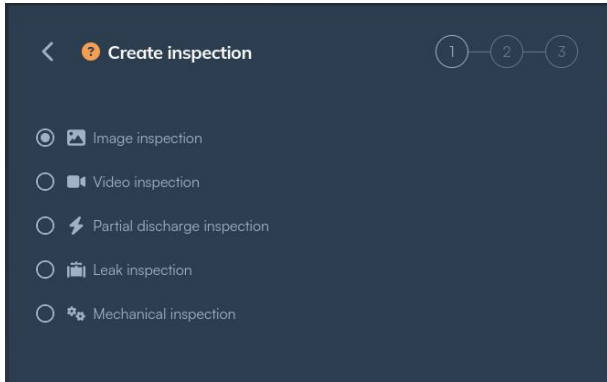 ? Create inspection 1 2 3
Image inspection
Video inspection
Partial discharge inspection
Leak inspection
Mechanical inspection